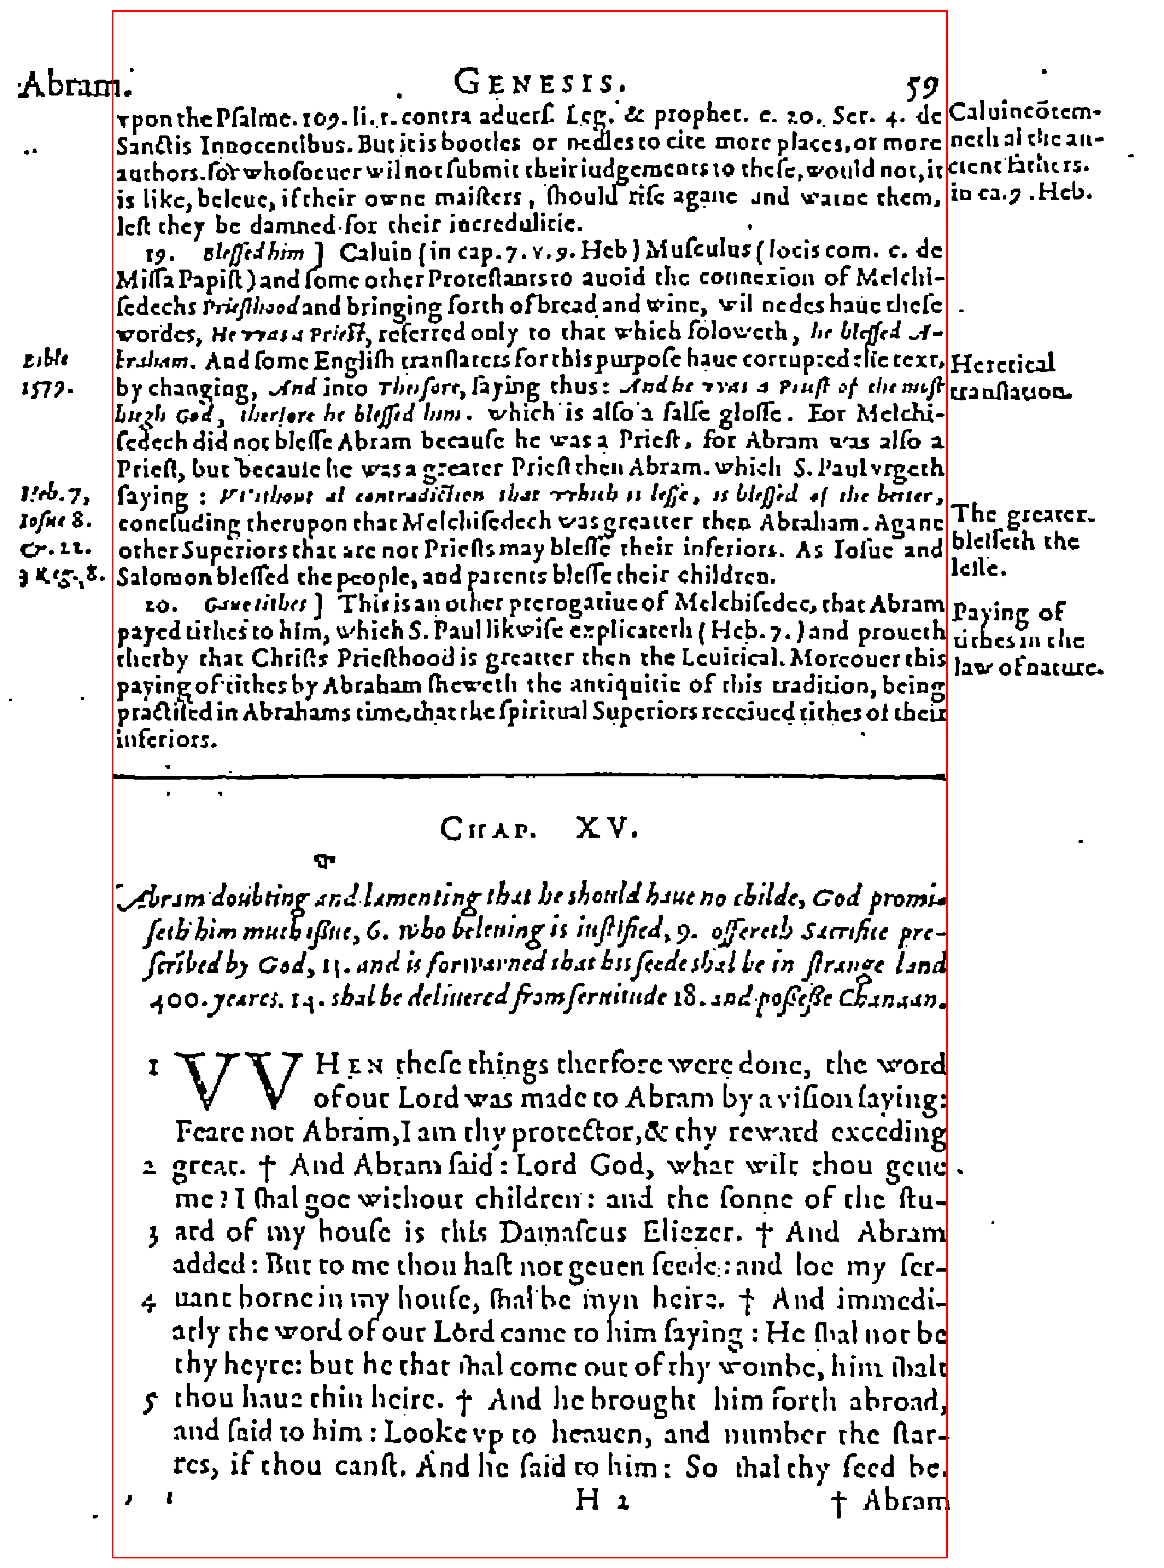 Abram. GENESIS. 59
vpon the Pſalme. 109. li. 1. contra aduerſ. Leg. & prophet. c. 20. Ser. 4. de
Sanctis Innocentibus. But it is bootles or nedles to cite more places, or more
authors. for whoſoeuer wil not ſubmit their iudgements to theſe, would not, it
is like, beleue, if their owne maiſters, ſhould riſe agane and warne them,
leſt they be damned for their incredulitie.
Caluin cōtem-
neth al the an-
cient fathers.
in ca. 7. Heb.
19. Bleſſed him ] Caluin (in cap. 7. v. 9. Heb) Muſculus (locis com. c. de
Miſſa Papiſt) and ſome other Proteſtants to auoid the connexion of Melchi-
ſedechs Prieſthood and bringing forth of bread and wine, wil nedes haue theſe
wordes, He vvas a Prieſt, referred only to that which foloweth, he bleſſed A-
braham. And ſome Engliſh tranſlaters for this purpoſe haue corrupted the text,
by changing, And into Therfore, ſaying thus: And he vvas a Prieſt of the moſt
high God, therfore he bleſſed him. which is alſo a falſe gloſſe. For Melchi-
ſedech did not bleſſe Abram becauſe he was a Prieſt, for Abram was alſo a
Prieſt, but becauſe he was a greater Prieſt then Abram. which S. Paul vrgeth
ſaying: VVithout al contradiction that vvhich is leſſe, is bleſſed of the better,
concluding therupon that Melchiſedech was greatter then Abraham. Agane
other Superiors that are not Prieſts may bleſſe their inferiors. As Ioſue and
Salomon bleſſed the people, and parents bleſſe their children.
Bible
1579.
Heretical
tranſlation.
Heb. 7,
Ioſue 8.
Cr. 22.
3 Reg. 8.
The greater
bleſſeth the
leſſe.
20. Gaue tithes ] This is an other prerogatiue of Melchiſedec, that Abram
payed tithes to him, which S. Paul likwiſe explicateth (Heb. 7.) and proueth
therby that Chriſts Prieſthood is greatter then the Leuitical. Moreouer this
paying of tithes by Abraham ſheweth the antiquitie of this tradition, being
practiſed in Abrahams time, that the ſpiritual Superiors receiued tithes of their
inferiors.
Paying of
tithes in the
law of nature.
CHAP. XV.
Abram doubting and lamenting that he should haue no childe, God promi-
ſeth him much iſſue, 6. who beleuing is iuſtified, 9. offereth Sacrifice pre-
ſcribed by God, 13. and is forwarned that his ſeede shal be in ſtrange land
400. yeares. 14. shal be deliuered from ſeruitude 18. and poſſeſſe Chanaan.
1 VVHEN theſe things therfore were done, the word
of our Lord was made to Abram by a viſion ſaying:
Feare not Abram, I am thy protector, & thy reward exceding
2 great. † And Abram ſaid: Lord God, what wilt thou geue
me? I ſhal goe without children: and the ſonne of the ſtu-
3 ard of my houſe is this Damaſcus Eliezer. † And Abram
added: But to me thou haſt not geuen ſeede: and loe my ſer-
4 uant borne in my houſe, ſhal be myn heire. † And immedi-
atly the word of our Lord came to him ſaying: He ſhal not be
thy heyre: but he that ſhal come out of thy wombe, him ſhalt
5 thou haue thin heire. † And he brought him forth abroad,
and ſaid to him: Looke vp to heauen, and number the ſtar-
res, if thou canſt. And he ſaid to him: So ſhal thy ſeed be.
H 2 † Abram